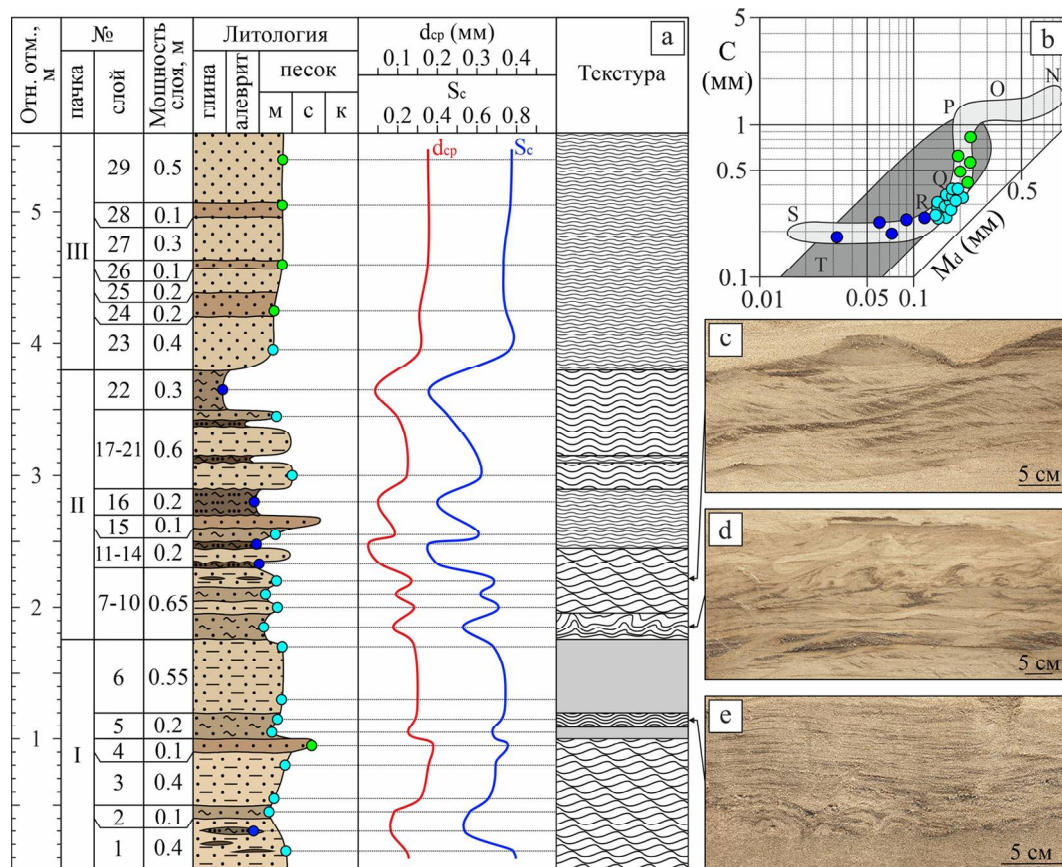 Отн. отм., м
№
пачка
слой
Мощность слоя, м
Литология
глина
алеврит
песок
м
с
к
dср (мм)
0.1 0.2 0.3 0.4
Sс
0.2 0.4 0.6 0.8
Текстура
a
dср
Sс
5
4
3
2
1
III
II
I
29 0.5
28 0.1
27 0.3
26 0.1
25 0.2
24 0.2
23 0.4
22 0.3
17-21 0.6
16 0.2
15 0.1
11-14 0.2
7-10 0.65
6 0.55
5 0.2
4 0.1
3 0.4
2 0.1
1 0.4
b
C (мм)
5
1
0.5
0.1
0.01
0.05
0.1
0.5
Md (мм)
N
O
P
Q
R
S
T
c
5 см
d
5 см
e
5 см